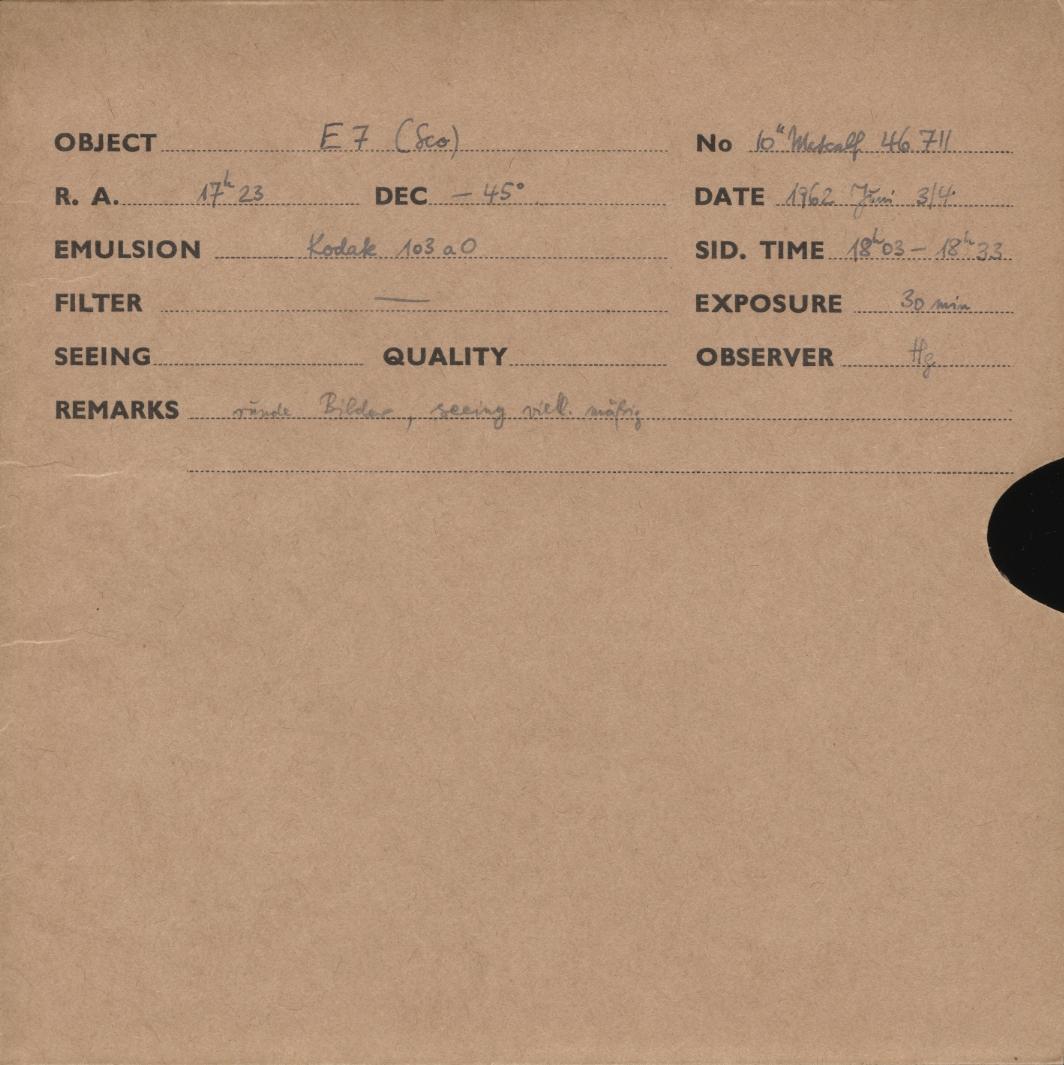 OBJECT E 7 (Sco) No 10" Metcalf 46 711
R. A. 17h 23 DEC – 45° DATE 1962 Juni 3/4
EMULSION Kodak 103 a O SID. TIME 18h 03 – 18h 33
FILTER — EXPOSURE 30 min
SEEING QUALITY OBSERVER Hg
REMARKS runde Bilder, seeing viell. mäßig